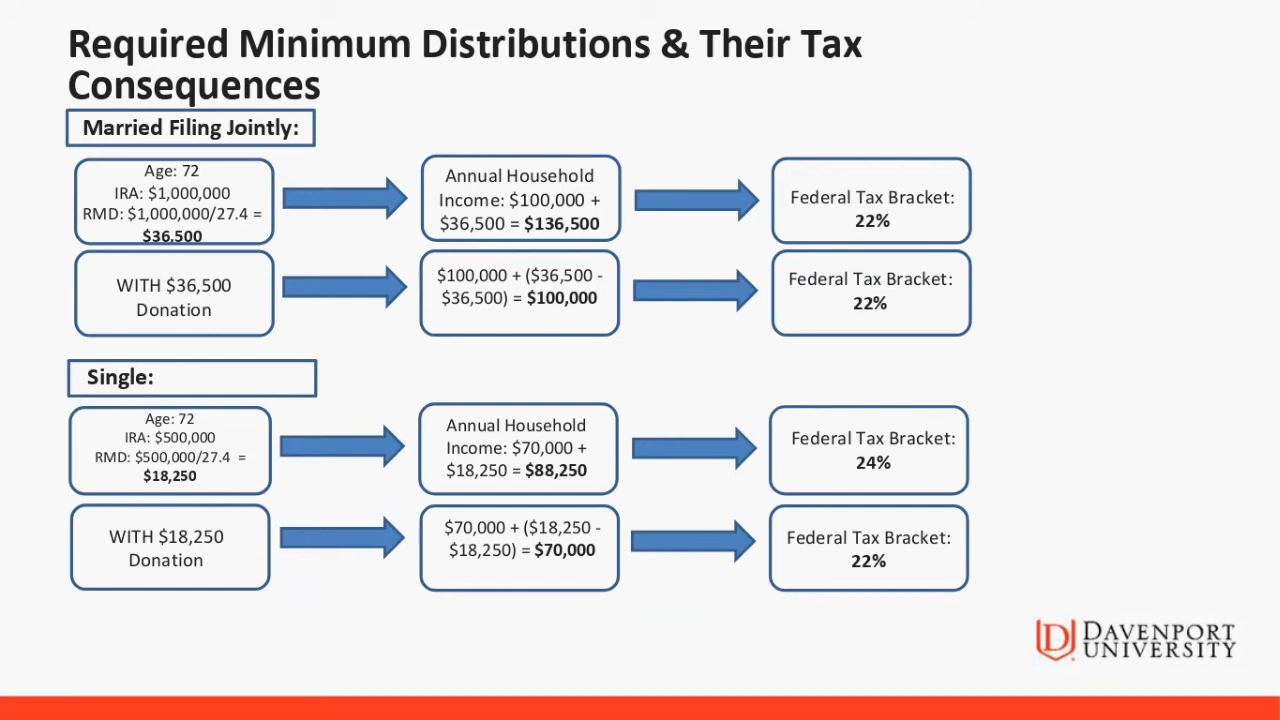 Required Minimum Distributions & Their Tax
Consequences
Married Filing Jointly:
Age: 72
IRA: $1,000,000
RMD: $1,000,000/27.4 =
$36,500
Annual Household
Income: $100,000 +
$36,500 = $136,500
Federal Tax Bracket:
22%
WITH $36,500
Donation
$100,000 + ($36,500 -
$36,500) = $100,000
Federal Tax Bracket:
22%
Single:
Age: 72
IRA: $500,000
RMD: $500,000/27.4 =
$18,250
Annual Household
Income: $70,000 +
$18,250 = $88,250
Federal Tax Bracket:
24%
WITH $18,250
Donation
$70,000 + ($18,250 -
$18,250) = $70,000
Federal Tax Bracket:
22%
DAVENPORT
UNIVERSITY